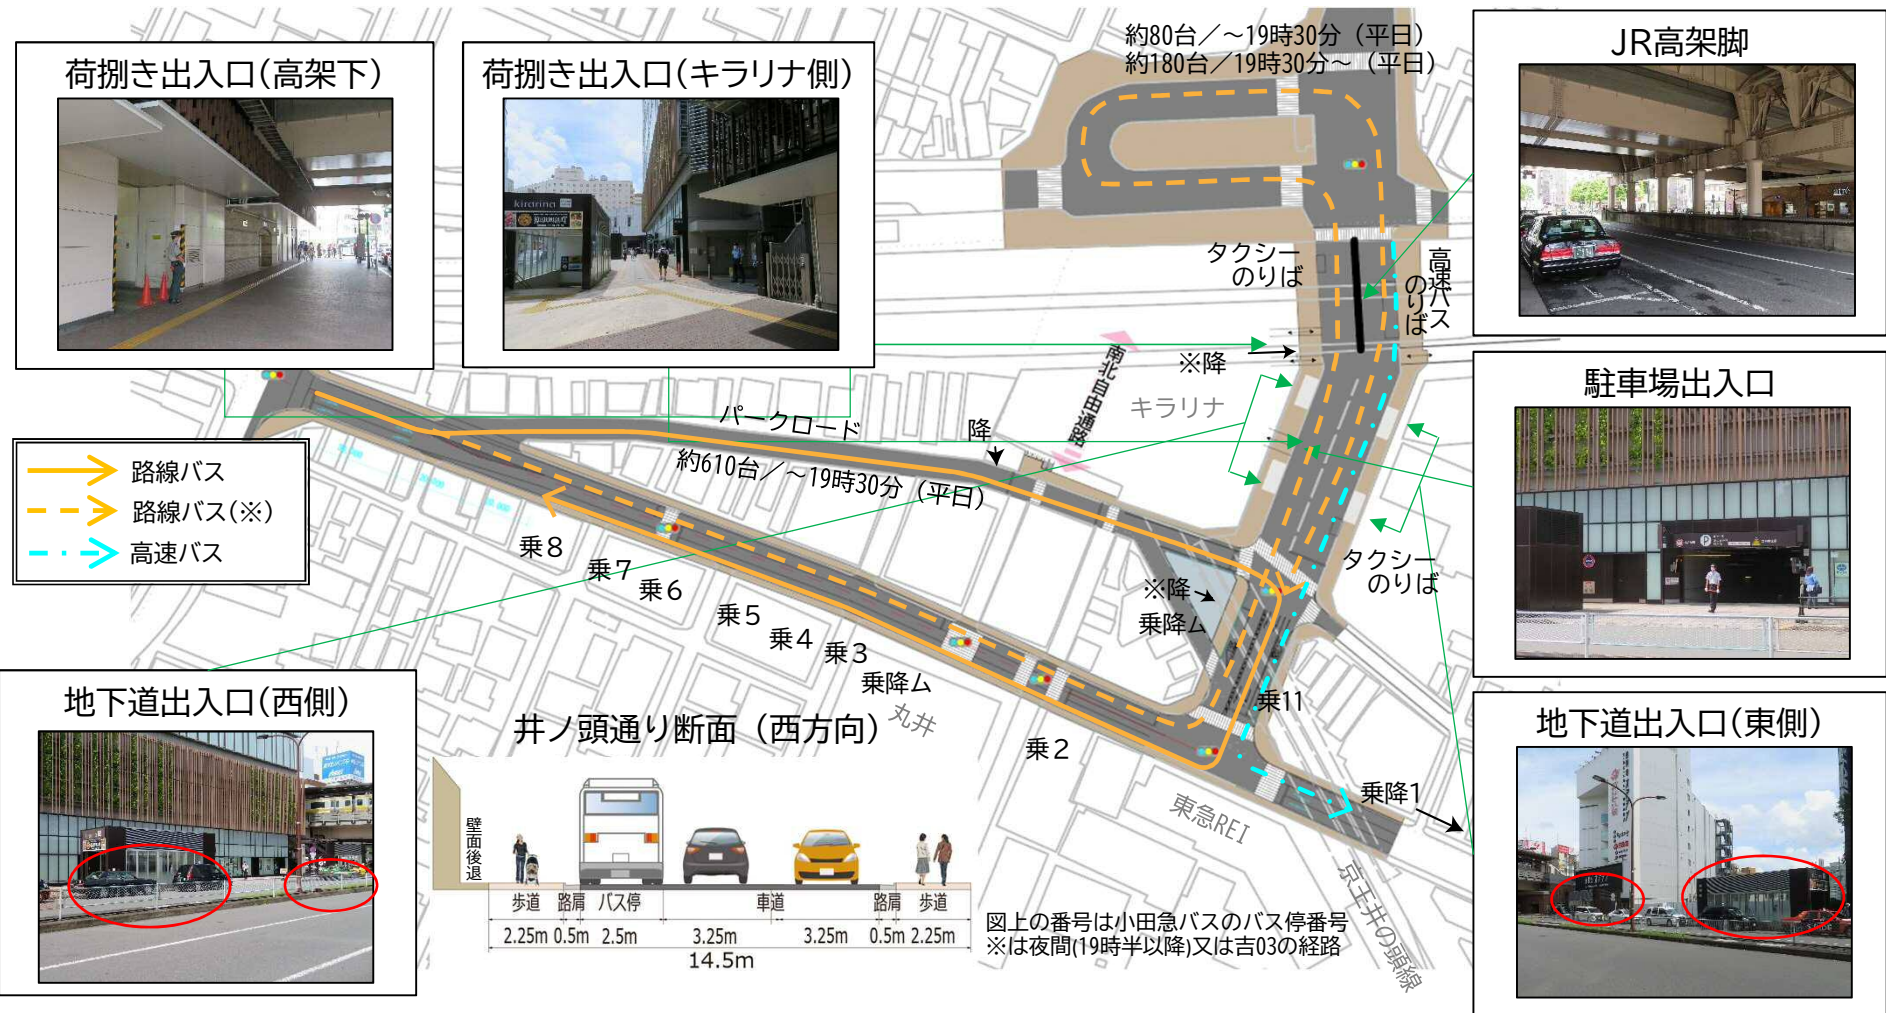 約80台／～19時30分（平日）
約180台／19時30分～（平日）
荷捌き出入口(高架下)
荷捌き出入口(キラリナ側)
kirarina
JR高架脚
タクシー
のりば
高速バス
のりば
※降
南北自由通路
キラリナ
駐車場出入口
P
パークロード
降
約610台／～19時30分（平日）
路線バス
路線バス(※)
高速バス
乗8
乗7
乗6
乗5
乗4
乗3
乗降ム
丸井
※降
乗降ム
タクシー
のりば
乗11
乗2
乗降1
東急REI
京王井の頭線
地下道出入口(西側)
地下道出入口(東側)
井ノ頭通り断面（西方向）
壁面後退
歩道 路肩 バス停 車道 路肩 歩道
2.25m 0.5m 2.5m 3.25m 3.25m 0.5m 2.25m
14.5m
図上の番号は小田急バスのバス停番号
※は夜間(19時半以降)又は吉03の経路